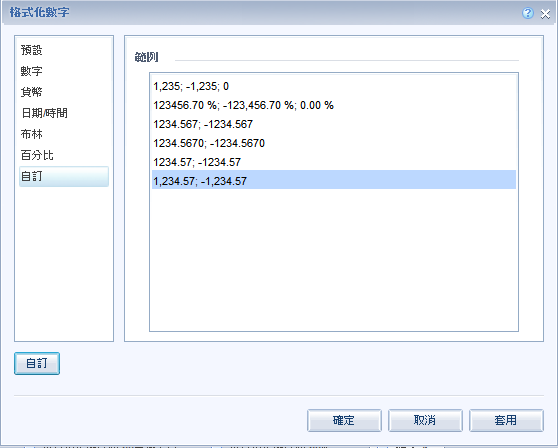 格式化數字
預設
數字
貨幣
日期/時間
布林
百分比
自訂
範例
1,235; -1,235; 0
123456.70 %; -123,456.70 %; 0.00 %
1234.567; -1234.567
1234.5670; -1234.5670
1234.57; -1234.57
1,234.57; -1,234.57
自訂
確定
取消
套用